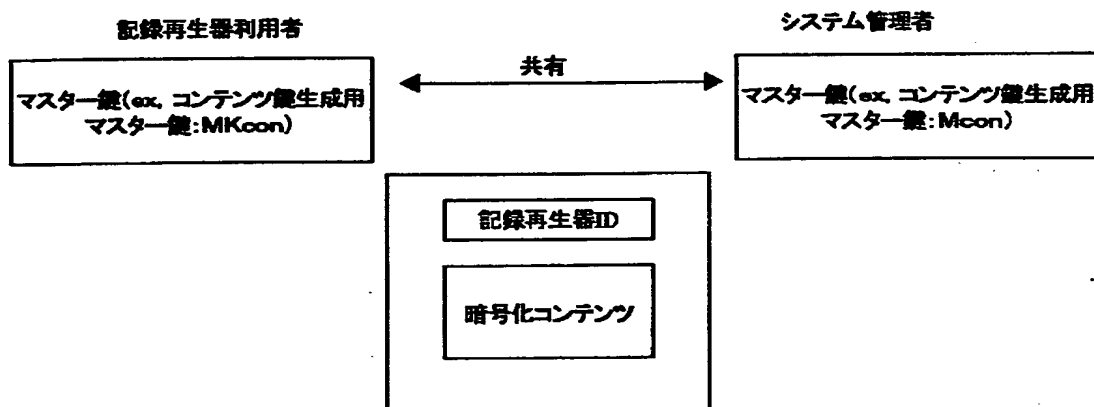 記録再生器利用者
システム管理者
共有
マスター鍵(ex, コンテンツ鍵生成用
マスター鍵:MKcon)
マスター鍵(ex, コンテンツ鍵生成用
マスター鍵:Mcon)
記録再生器ID
暗号化コンテンツ